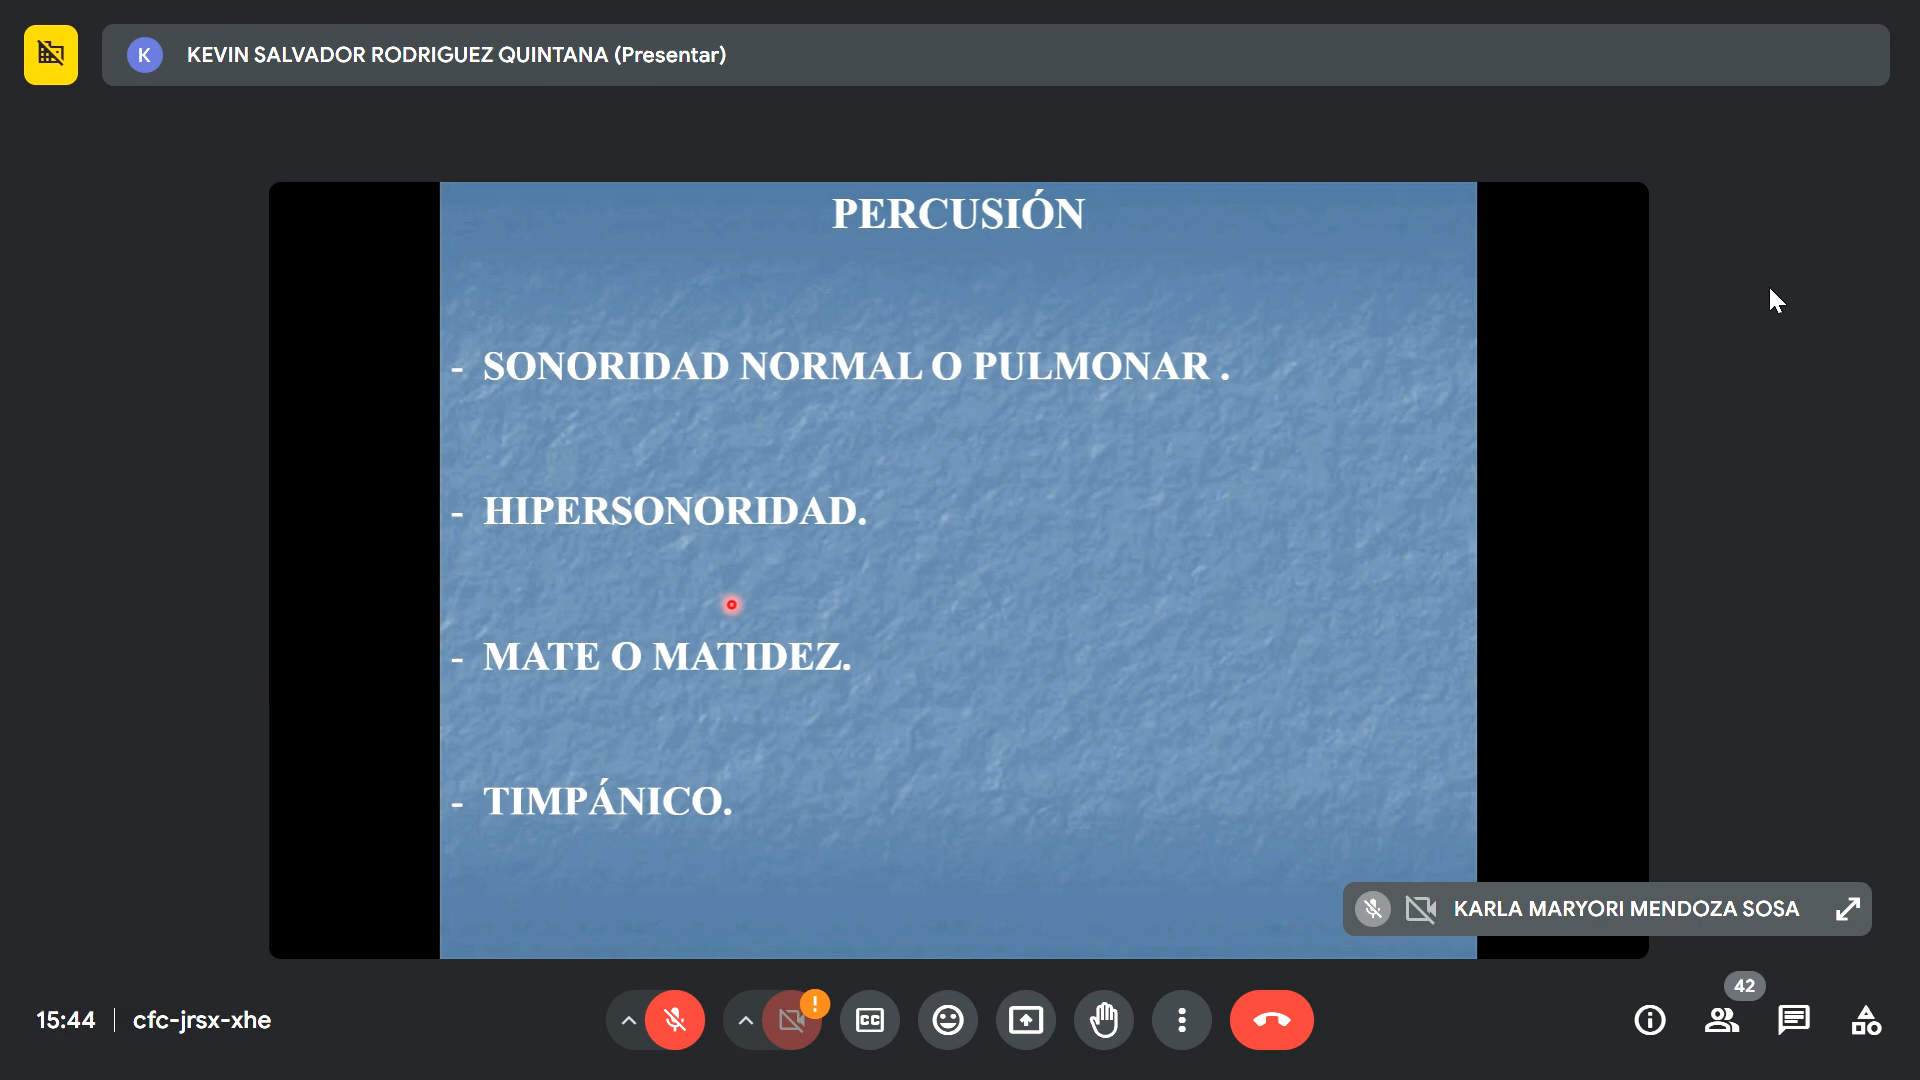 K KEVIN SALVADOR RODRIGUEZ QUINTANA (Presentar)
PERCUSIÓN
- SONORIDAD NORMAL O PULMONAR .
- HIPERSONORIDAD.
- MATE O MATIDEZ.
- TIMPÁNICO.
KARLA MARYORI MENDOZA SOSA
42
15:44 cfc-jrsx-xhe ! CC